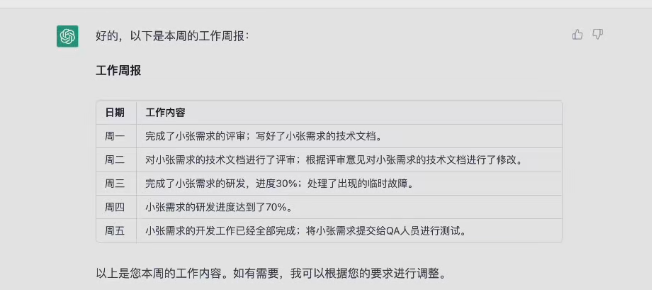 好的，以下是本周的工作周报：
工作周报
日期 工作内容
周一 完成了小张需求的评审；写好了小张需求的技术文档。
周二 对小张需求的技术文档进行了评审；根据评审意见对小张需求的技术文档进行了修改。
周三 完成了小张需求的研发，进度30%；处理了出现的临时故障。
周四 小张需求的研发进度达到了70%。
周五 小张需求的开发工作已经全部完成；将小张需求提交给QA人员进行测试。
以上是您本周的工作内容。如有需要，我可以根据您的要求进行调整。